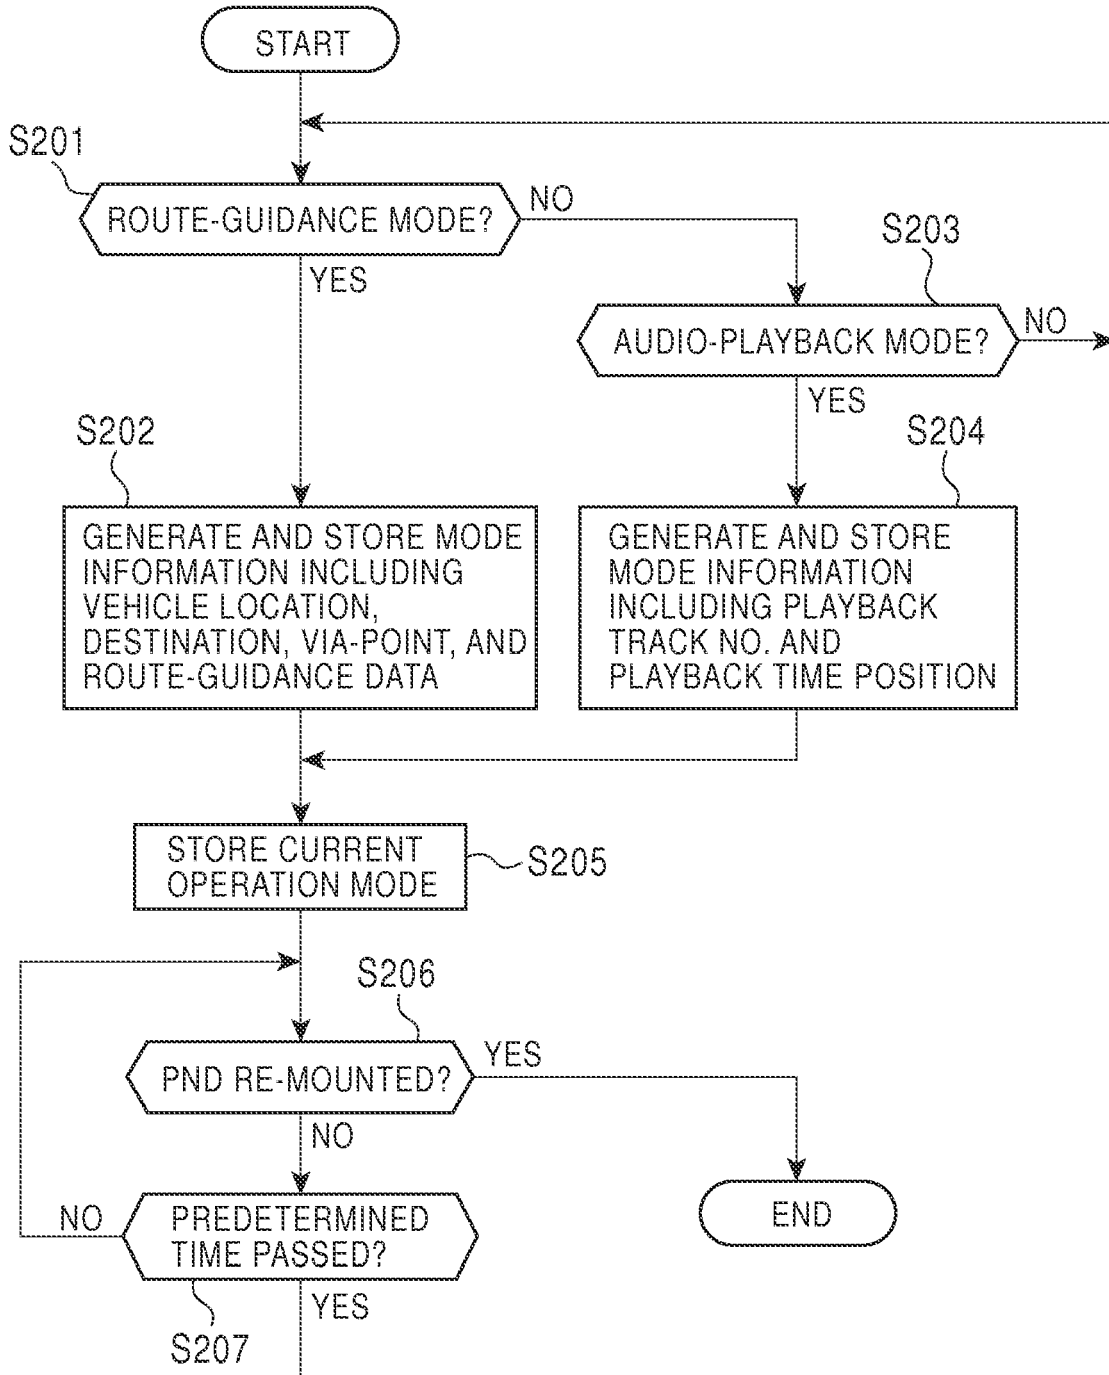 START
S201
ROUTE-GUIDANCE MODE?
NO
YES
S203
AUDIO-PLAYBACK MODE?
NO
YES
S202
GENERATE AND STORE MODE
INFORMATION INCLUDING
VEHICLE LOCATION,
DESTINATION, VIA-POINT, AND
ROUTE-GUIDANCE DATA
S204
GENERATE AND STORE
MODE INFORMATION
INCLUDING PLAYBACK
TRACK NO. AND
PLAYBACK TIME POSITION
STORE CURRENT
OPERATION MODE
S205
S206
PND RE-MOUNTED?
YES
NO
END
NO
PREDETERMINED
TIME PASSED?
YES
S207